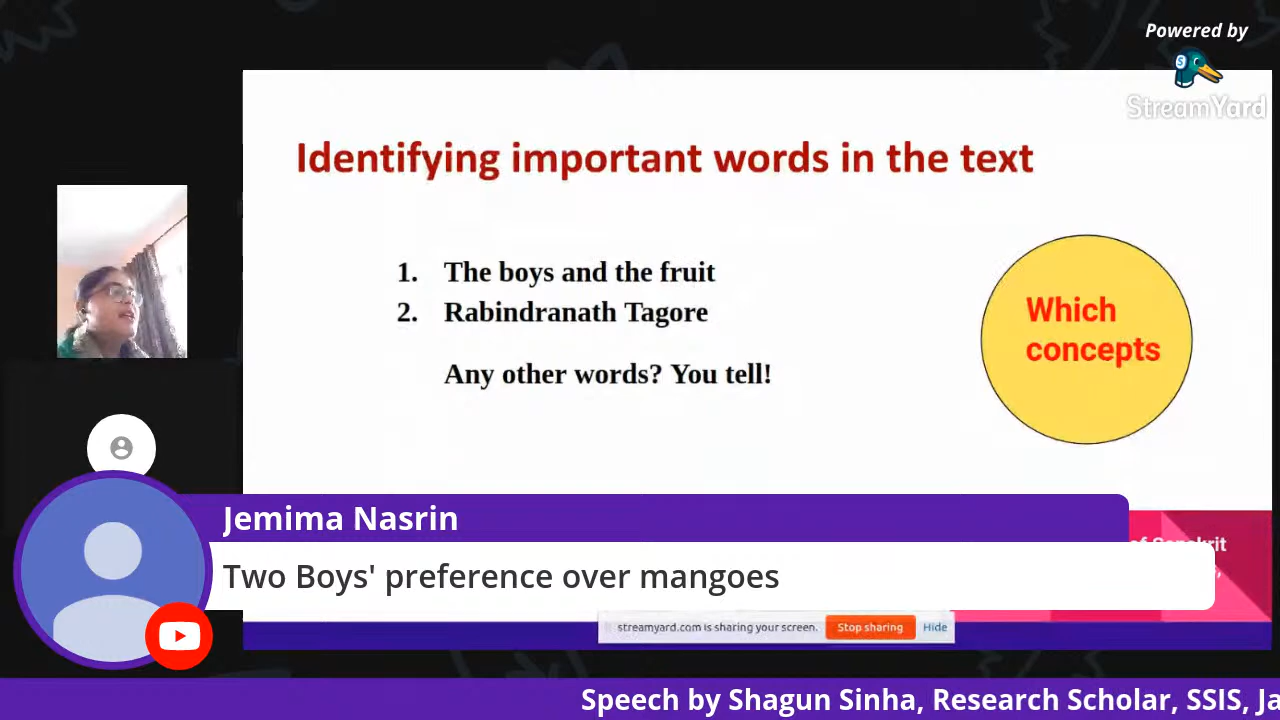 Powered by
StreamYard
Identifying important words in the text
1. The boys and the fruit
2. Rabindranath Tagore
Any other words? You tell!
Which
concepts
Jemima Nasrin
Two Boys' preference over mangoes
streamyard.com is sharing your screen. Stop sharing Hide
Speech by Shagun Sinha, Research Scholar, SSIS, Ja